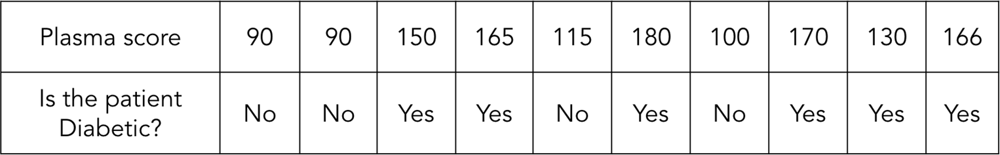 Plasma score 90 90 150 165 115 180 100 170 130 166
Is the patient
Diabetic? No No Yes Yes No Yes No Yes Yes Yes